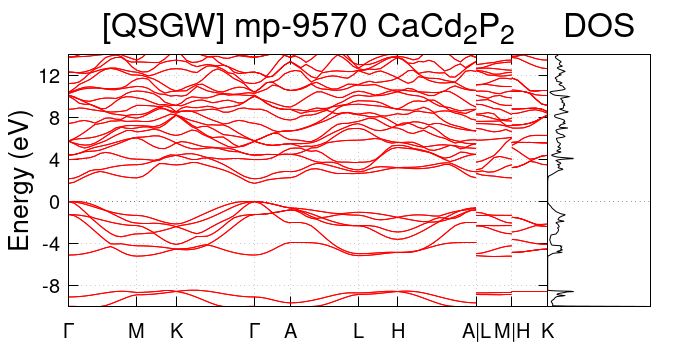 [QSGW] mp-9570 CaCd₂P₂ DOS
Energy (eV)
12
8
4
0
-4
-8
Γ M K Γ A L H A|L M|H K